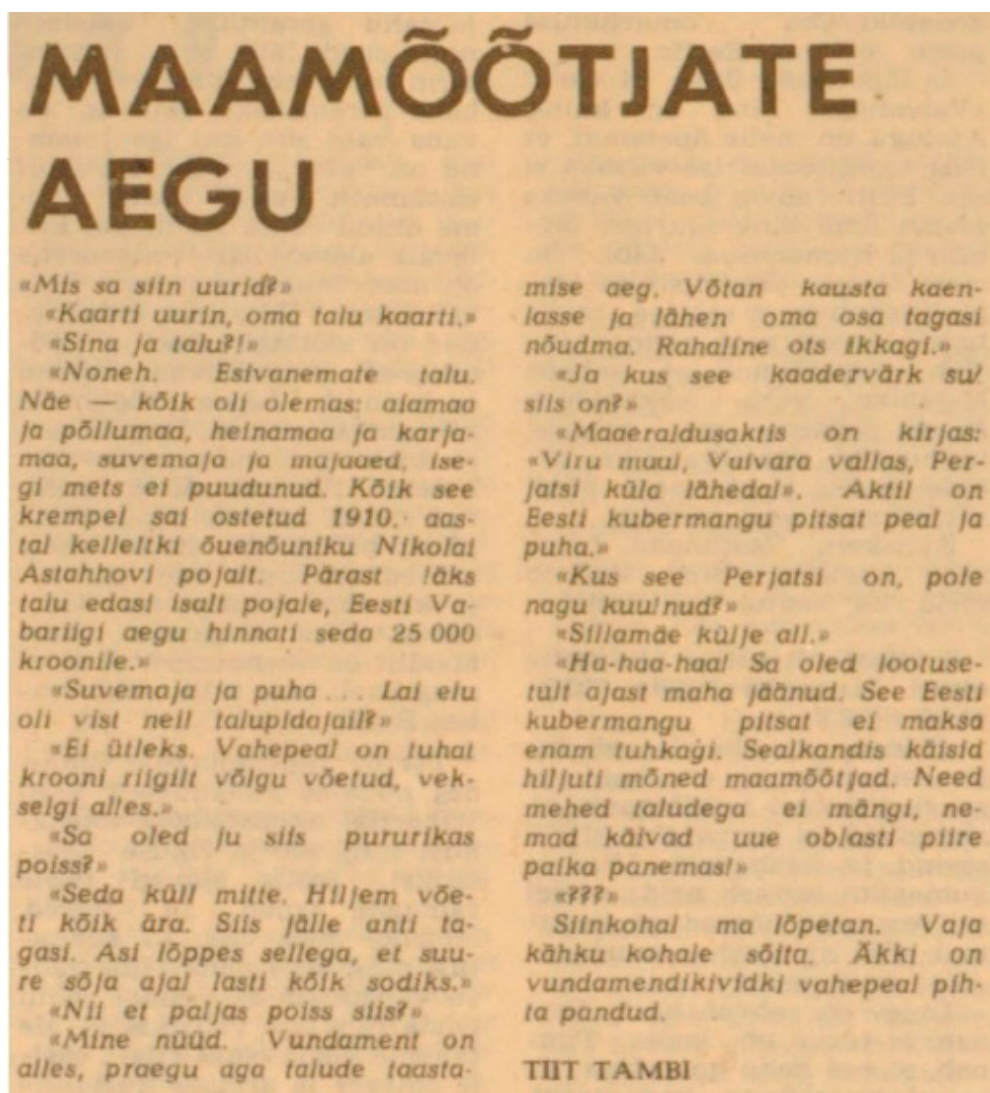 MAAMÕÕTJATE
AEGU
«Mis sa siin uurid?»
«Kaarti uurin, oma talu kaarti.»
«Sina ja talu?!»
«Noneh. Esivanemate talu.
Näe — kõik oli olemas: aiamaa
ja põllumaa, heinamaa ja karja-
maa, suvemaja ja majaaed, ise-
gi mets ei puudunud. Kõik see
krempel sai ostetud 1910. aas-
tal kelleltki õuenõuniku Nikolai
Astahhovi pojalt. Pärast läks
talu edasi isalt pojale, Eesti Va-
bariigi aegu hinnati seda 25 000
kroonile.»
«Suvemaja ja puha... Lai elu
oli vist neil talupidajail?»
«Ei ütleks. Vahepeal on tuhat
krooni riigilt võlgu võetud, vek-
selgi alles.»
«Sa oled ju siis pururikas
poiss?»
«Seda küll mitte. Hiljem võe-
ti kõik ära. Siis jälle anti ta-
gasi. Asi lõppes sellega, et suu-
re sõja ajal lasti kõik sodiks.»
«Nii et paljas poiss siis?»
«Mine nüüd. Vundament on
alles, praegu aga talude taasta-
mise aeg. Võtan kausta kaen-
lasse ja lähen oma osa tagasi
nõudma. Rahaline ots ikkagi.»
«Ja kus see kaadervärk sul
siis on?»
«Maaeraldusaktis on kirjas:
«Viru maal, Vaivara vallas, Per-
jatsi küla lähedal». Aktil on
Eesti kubermangu pitsat peal ja
puha.»
«Kus see Perjatsi on, pole
nagu kuulnud?»
«Sillamäe külje all.»
«Ha-haa-haa! Sa oled lootuse-
tult ajast maha jäänud. See Eesti
kubermangu pitsat ei maksa
enam tuhkagi. Sealkandis käisid
hiljuti mõned maamõõtjad. Need
mehed taludega ei mängi, ne-
mad käivad uue oblasti piire
paika panemas!»
«???»
Siinkohal ma lõpetan. Vaja
kähku kohale sõita. Äkki on
vundamendikividki vahepeal pih-
ta pandud.
TIIT TAMBI